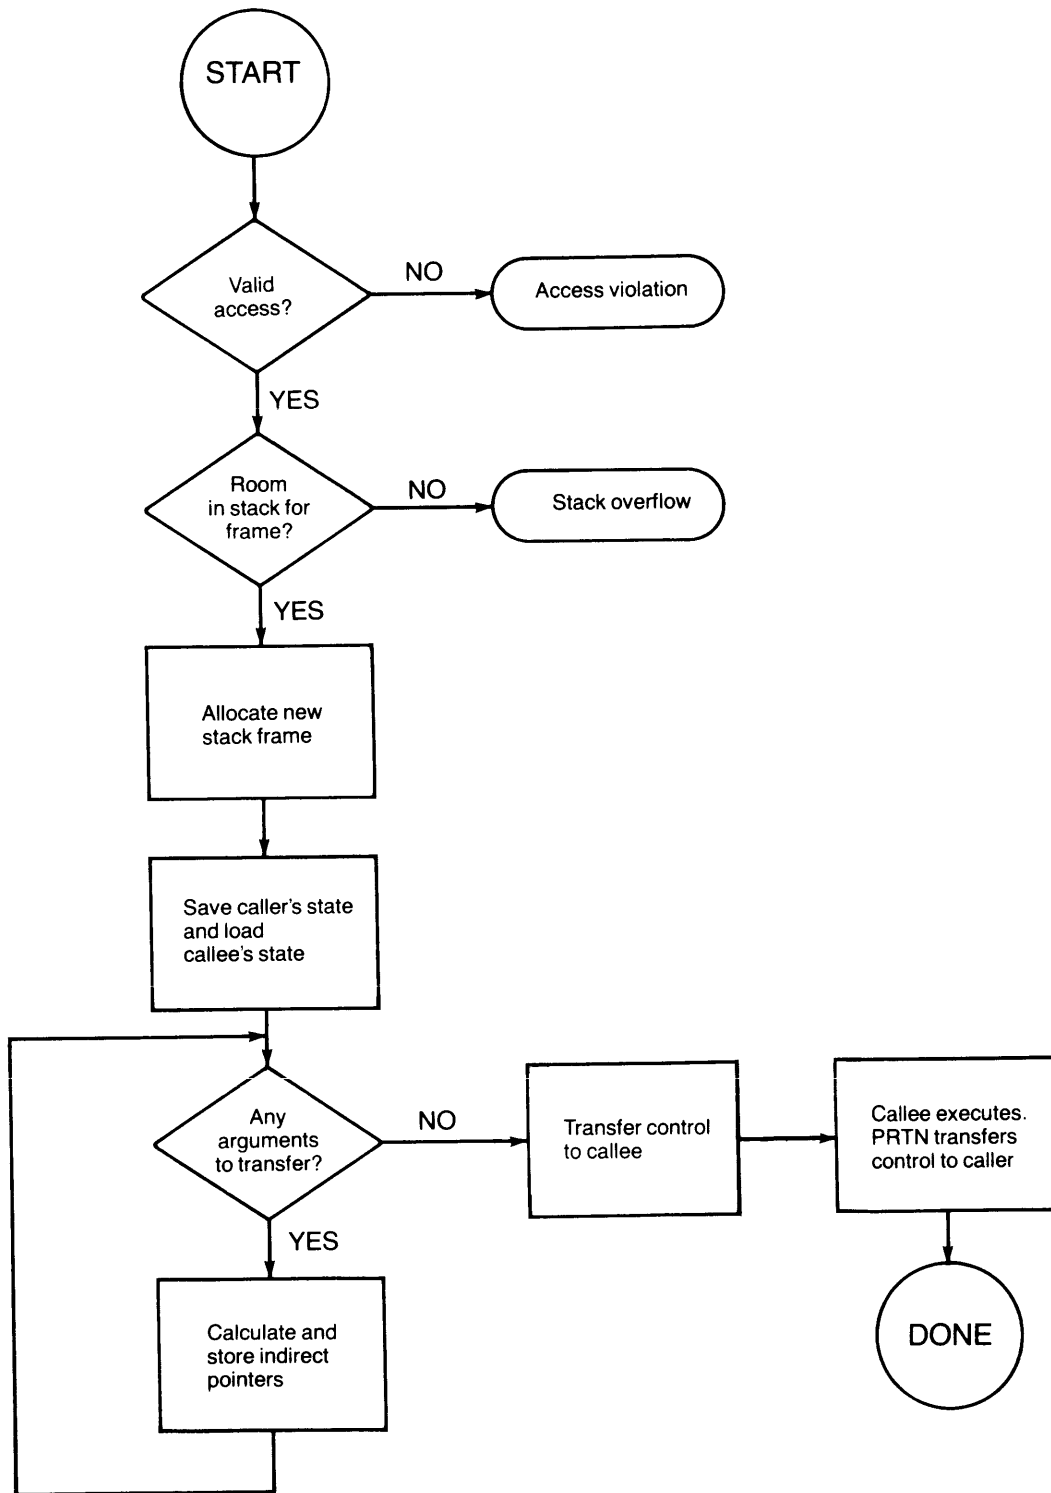 START
Valid
access?
NO
Access violation
YES
Room
in stack for
frame?
NO
Stack overflow
YES
Allocate new
stack frame
Save caller's state
and load
callee's state
Any
arguments
to transfer?
NO
Transfer control
to callee
Callee executes.
PRTN transfers
control to caller
YES
Calculate and
store indirect
pointers
DONE